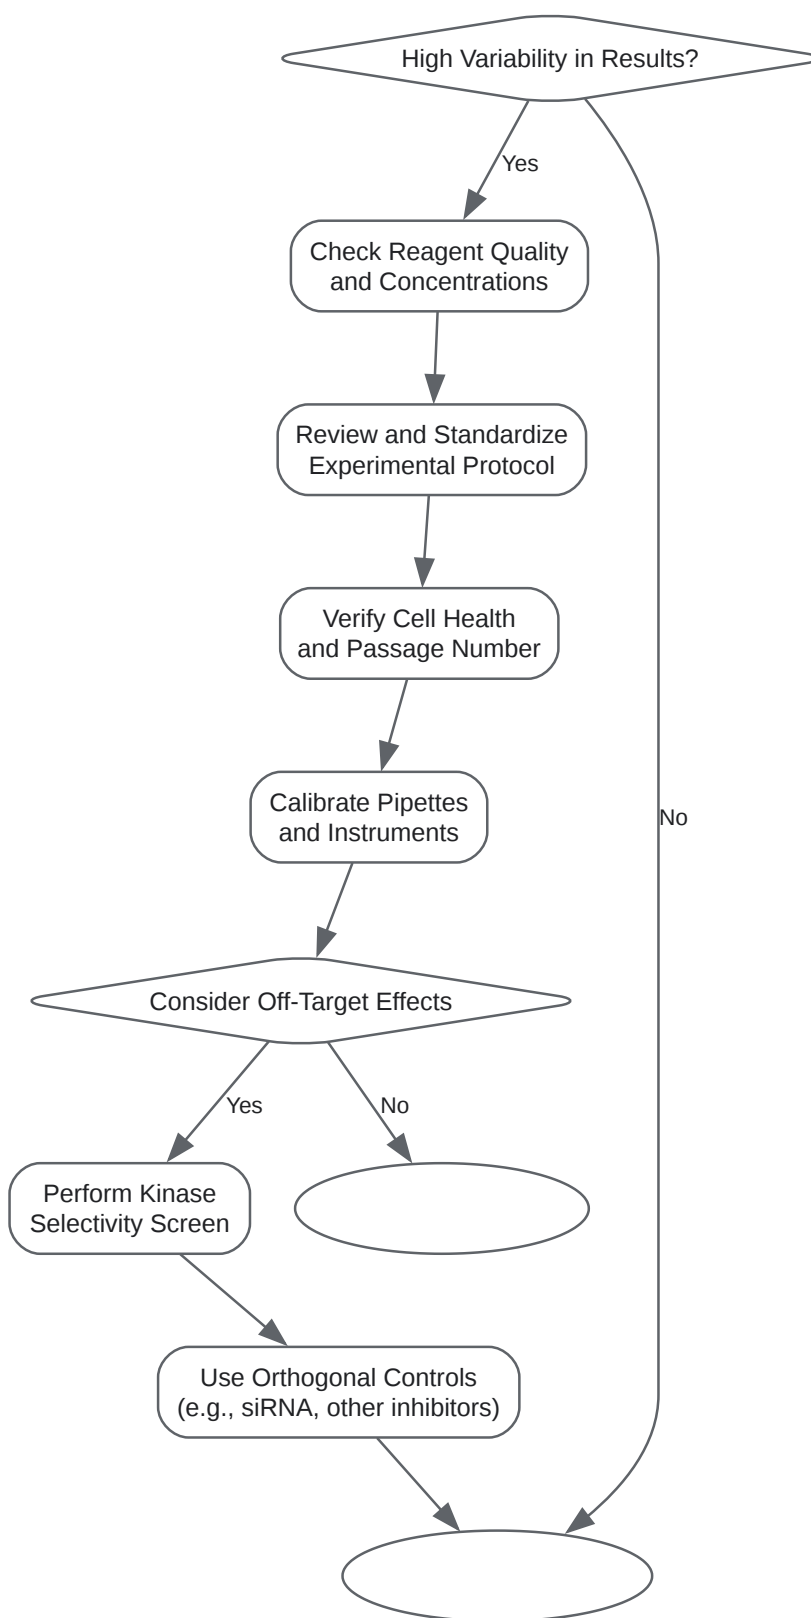 High Variability in Results?
Yes
Check Reagent Quality
and Concentrations
Review and Standardize
Experimental Protocol
Verify Cell Health
and Passage Number
Calibrate Pipettes
and Instruments
No
Consider Off-Target Effects
Yes
No
Perform Kinase
Selectivity Screen
Use Orthogonal Controls
(e.g., siRNA, other inhibitors)